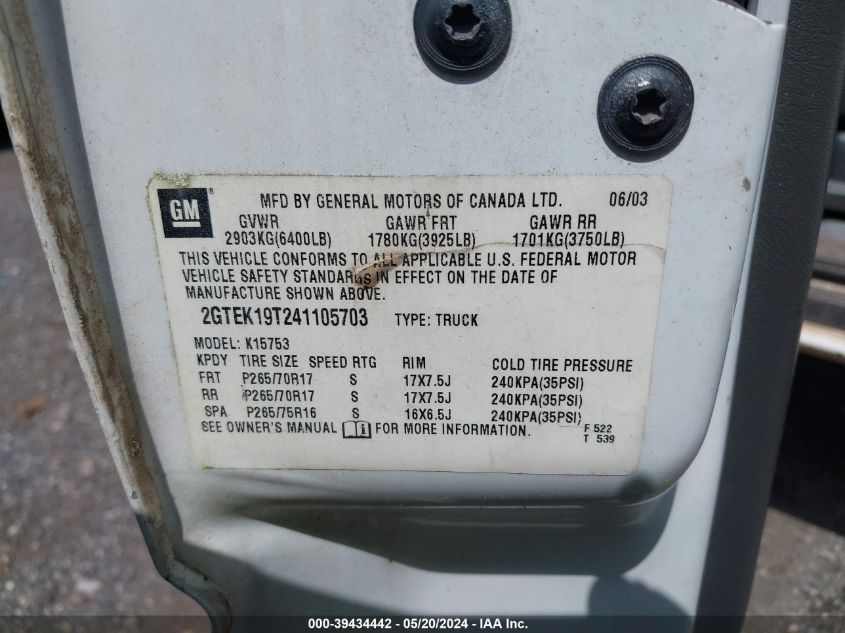 GM
MFD BY GENERAL MOTORS OF CANADA LTD. 06/03
GVWR GAWR FRT GAWR RR
2903KG(6400LB) 1780KG(3925LB) 1701KG(3750LB)
THIS VEHICLE CONFORMS TO ALL APPLICABLE U.S. FEDERAL MOTOR
VEHICLE SAFETY STANDARDS IN EFFECT ON THE DATE OF
MANUFACTURE SHOWN ABOVE.
2GTEK19T241105703 TYPE: TRUCK
MODEL: K15753
KPDY TIRE SIZE SPEED RTG RIM COLD TIRE PRESSURE
FRT P265/70R17 S 17X7.5J 240KPA(35PSI)
RR P265/70R17 S 17X7.5J 240KPA(35PSI)
SPA P265/75R16 S 16X6.5J 240KPA(35PSI)
SEE OWNER'S MANUAL FOR MORE INFORMATION. F 522
T 539
000-39434442 - 05/20/2024 - IAA Inc.